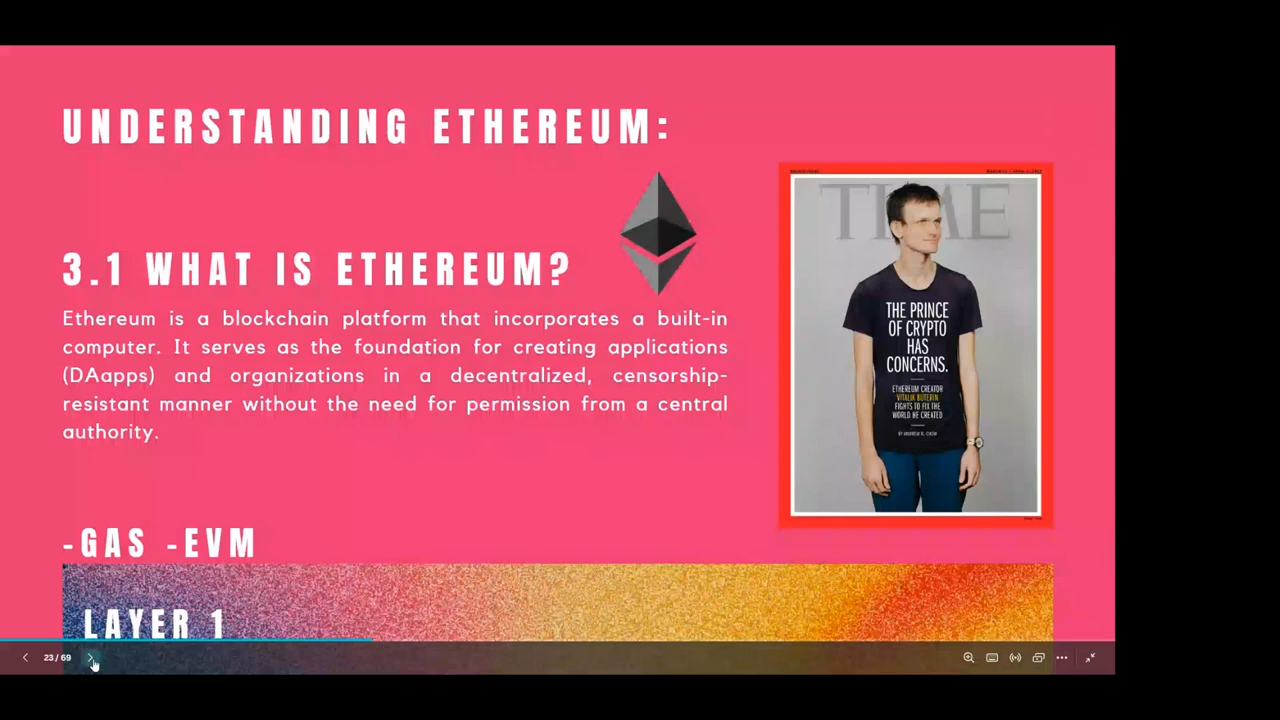 UNDERSTANDING ETHEREUM:
3.1 WHAT IS ETHEREUM?
Ethereum is a blockchain platform that incorporates a built-in
computer. It serves as the foundation for creating applications
(DAapps) and organizations in a decentralized, censorship-
resistant manner without the need for permission from a central
authority.
TIME
THE PRINCE
OF CRYPTO
HAS
CONCERNS.
ETHEREUM CREATOR
VITALIK BUTERIN
FIGHTS TO FIX THE
WORLD HE CREATED
BY ANDREW R. CHOW
-GAS -EVM
LAYER 1
23 / 69